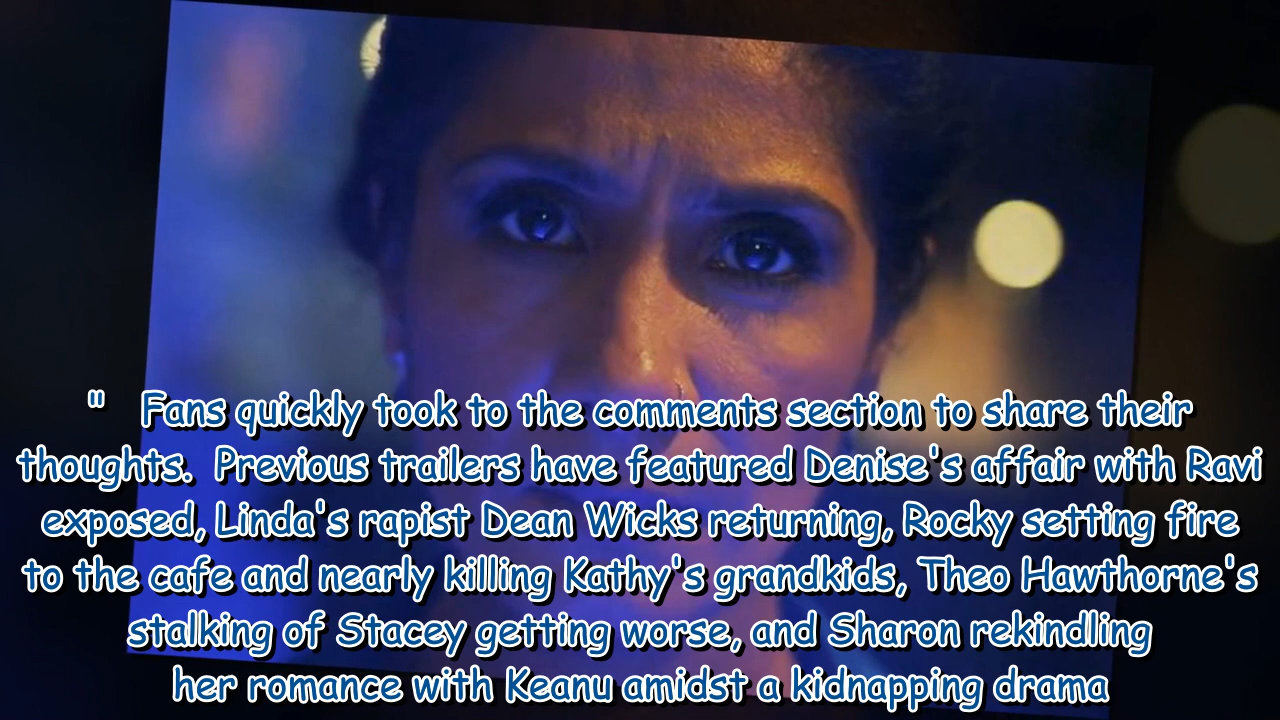 "   Fans quickly took to the comments section to share their
thoughts.  Previous trailers have featured Denise's affair with Ravi
exposed, Linda's rapist Dean Wicks returning, Rocky setting fire
to the cafe and nearly killing Kathy's grandkids, Theo Hawthorne's
stalking of Stacey getting worse, and Sharon rekindling
her romance with Keanu amidst a kidnapping drama